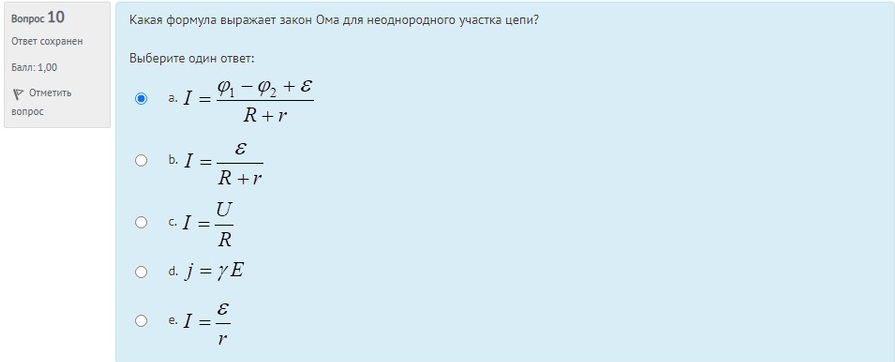 Вопрос 10
Ответ сохранен
Балл: 1,00
Отметить
вопрос
Какая формула выражает закон Ома для неоднородного участка цепи?
Выберите один ответ:
a. I = (φ₁ − φ₂ + ε) / (R + r)
b. I = ε / (R + r)
c. I = U / R
d. j = γE
e. I = ε / r